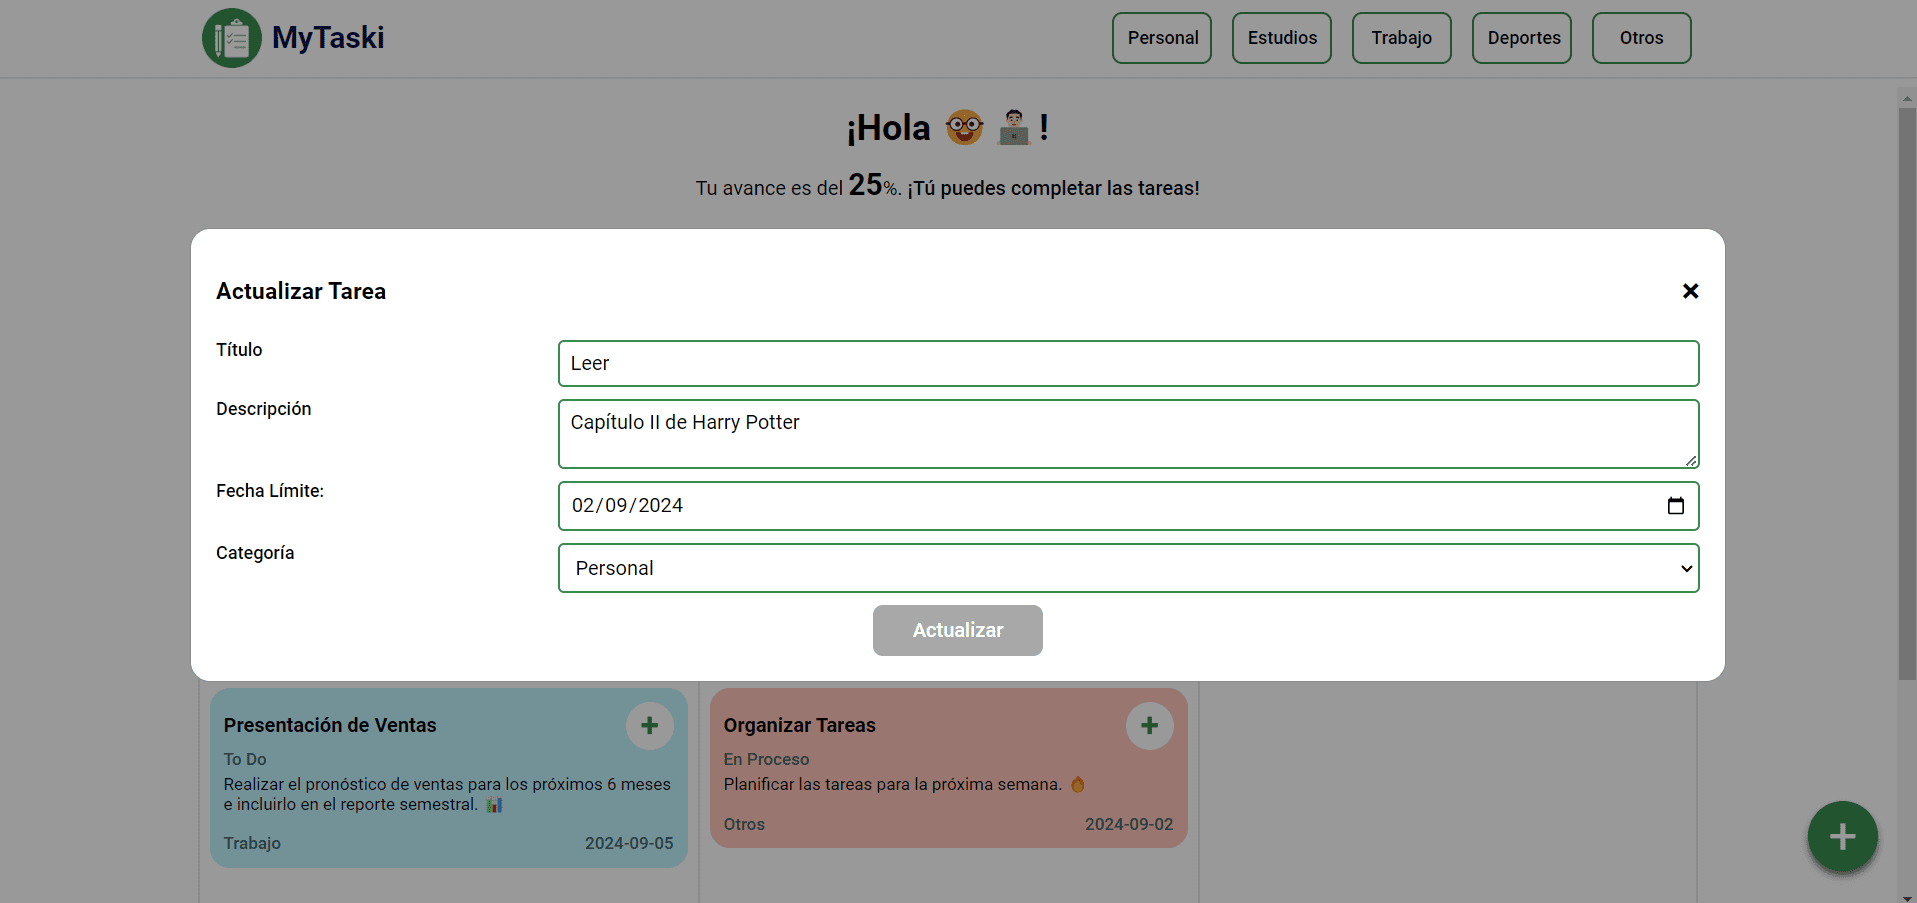 MyTaski
Personal
Estudios
Trabajo
Deportes
Otros
¡Hola 🤓 👨🏻‍💻 !
Tu avance es del 25%. ¡Tú puedes completar las tareas!
Actualizar Tarea
Título
Leer
Descripción
Capítulo II de Harry Potter
Fecha Límite:
02/09/2024
Categoría
Personal
Actualizar
Presentación de Ventas
To Do
Realizar el pronóstico de ventas para los próximos 6 meses
e incluirlo en el reporte semestral. 📊
Trabajo
2024-09-05
Organizar Tareas
En Proceso
Planificar las tareas para la próxima semana. 🔥
Otros
2024-09-02